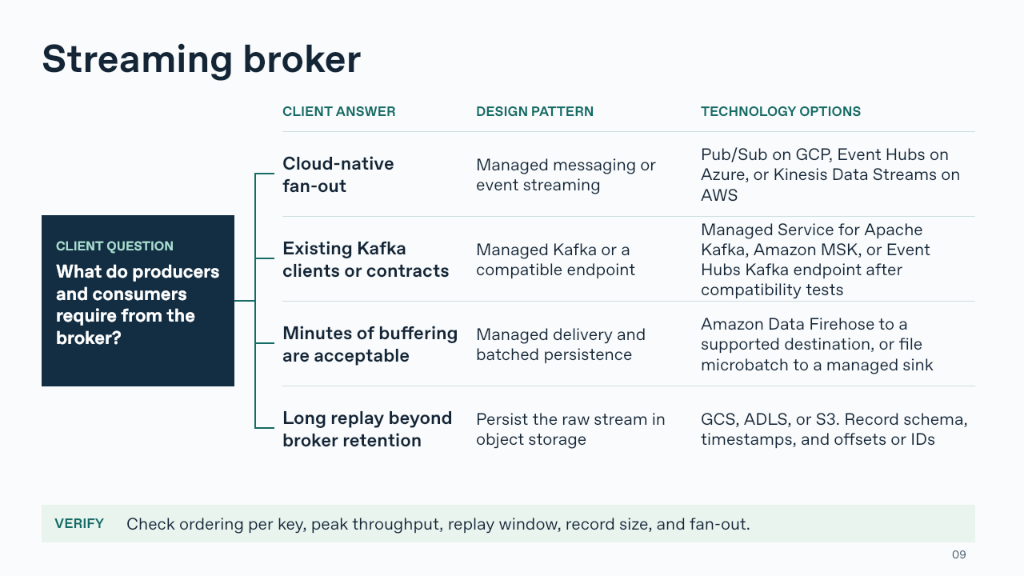 Streaming broker
CLIENT ANSWER
DESIGN PATTERN
TECHNOLOGY OPTIONS
CLIENT QUESTION
What do producers
and consumers
require from the
broker?
Cloud-native
fan-out
Managed messaging or
event streaming
Pub/Sub on GCP, Event Hubs on
Azure, or Kinesis Data Streams on
AWS
Existing Kafka
clients or contracts
Managed Kafka or a
compatible endpoint
Managed Service for Apache
Kafka, Amazon MSK, or Event
Hubs Kafka endpoint after
compatibility tests
Minutes of buffering
are acceptable
Managed delivery and
batched persistence
Amazon Data Firehose to a
supported destination, or file
microbatch to a managed sink
Long replay beyond
broker retention
Persist the raw stream in
object storage
GCS, ADLS, or S3. Record schema,
timestamps, and offsets or IDs
VERIFY
Check ordering per key, peak throughput, replay window, record size, and fan-out.
09